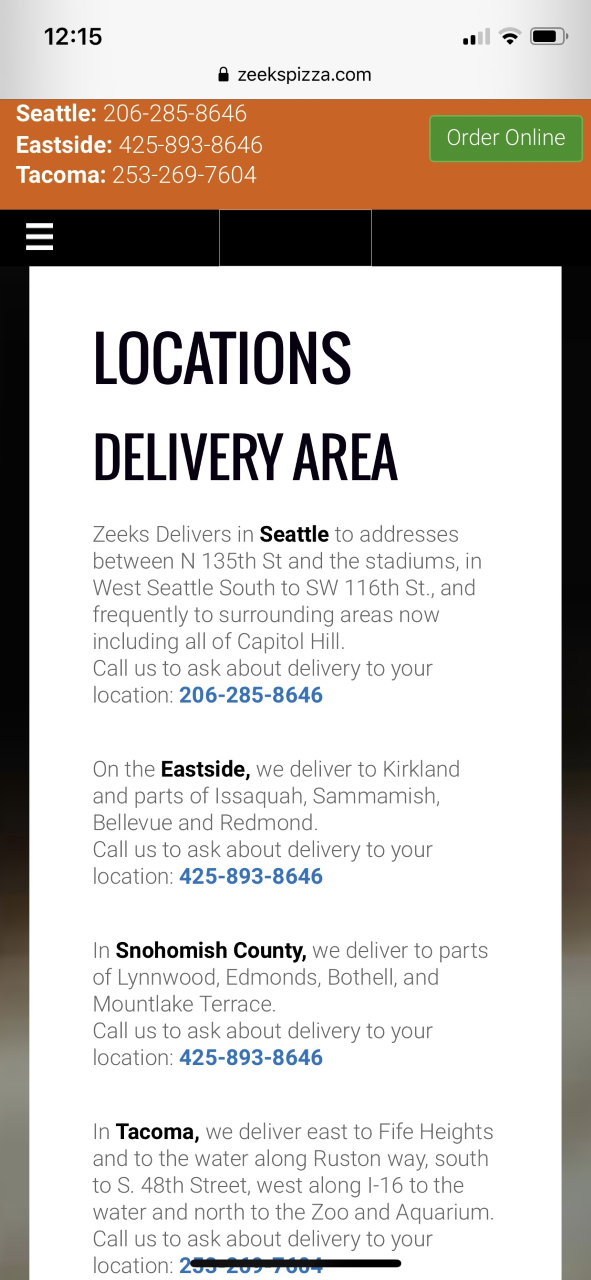 12:15
zeekspizza.com
Seattle: 206-285-8646
Eastside: 425-893-8646
Tacoma: 253-269-7604
Order Online
LOCATIONS
DELIVERY AREA
Zeeks Delivers in Seattle to addresses
between N 135th St and the stadiums, in
West Seattle South to SW 116th St., and
frequently to surrounding areas now
including all of Capitol Hill.
Call us to ask about delivery to your
location: 206-285-8646
On the Eastside, we deliver to Kirkland
and parts of Issaquah, Sammamish,
Bellevue and Redmond.
Call us to ask about delivery to your
location: 425-893-8646
In Snohomish County, we deliver to parts
of Lynnwood, Edmonds, Bothell, and
Mountlake Terrace.
Call us to ask about delivery to your
location: 425-893-8646
In Tacoma, we deliver east to Fife Heights
and to the water along Ruston way, south
to S. 48th Street, west along I-16 to the
water and north to the Zoo and Aquarium.
Call us to ask about delivery to your
location: 253-269-7604